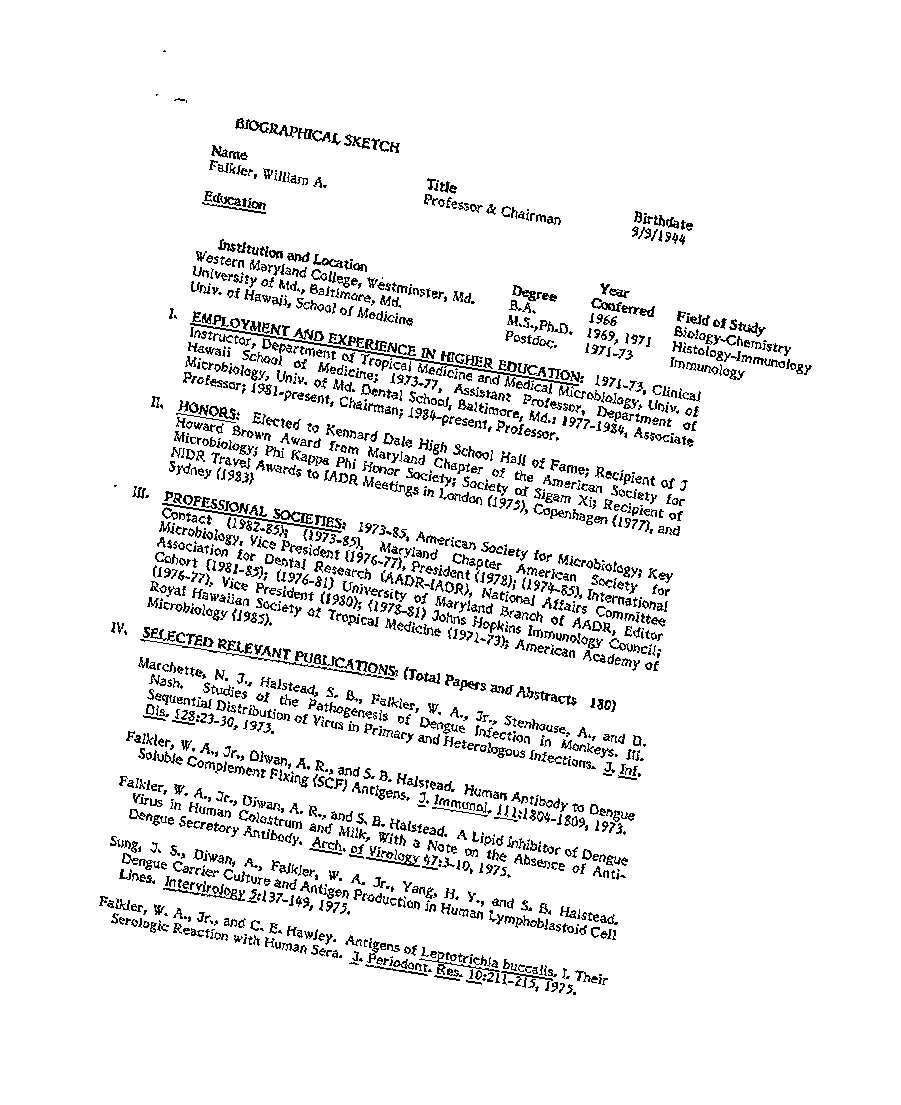 BIOGRAPHICAL SKETCH
Name
Falkler, William A.
Title
Professor & Chairman
Birthdate
9/9/1944
Education
Institution and Location
Western Maryland College, Westminster, Md.
University of Md., Baltimore, Md.
Univ. of Hawaii, School of Medicine
Degree
B.A.
M.S.,Ph.D.
Postdoc.
Year
Conferred
1966
1969, 1971
1971-73
Field of Study
Biology-Chemistry
Histology-Immunology
Immunology
I. EMPLOYMENT AND EXPERIENCE IN HIGHER EDUCATION: 1971-73, Clinical
Instructor, Department of Tropical Medicine and Medical Microbiology, Univ. of
Hawaii School of Medicine; 1973-77, Assistant Professor, Department of
Microbiology, Univ. of Md. Dental School, Baltimore, Md.: 1977-1984, Associate
Professor; 1981-present, Chairman; 1984-present, Professor.
II. HONORS: Elected to Kennard Dale High School Hall of Fame; Recipient of J
Howard Brown Award from Maryland Chapter of the American Society for
Microbiology; Phi Kappa Phi Honor Society; Society of Sigam Xi; Recipient of
NIDR Travel Awards to IADR Meetings in London (1975), Copenhagen (1977), and
Sydney (1983)
III. PROFESSIONAL SOCIETIES: 1973-85, American Society for Microbiology; Key
Contact (1982-85); (1973-85), Maryland Chapter American Society for
Microbiology, Vice President (1976-77), President (1978); (1974-85), International
Association for Dental Research (AADR-IADR), National Affairs Committee
Cohort (1981-85); (1976-81) University of Maryland Branch of AADR, Editor
(1976-77), Vice President (1980); (1978-81) Johns Hopkins Immunology Council;
Royal Hawaiian Society of Tropical Medicine (1971-73); American Academy of
Microbiology (1985).
IV. SELECTED RELEVANT PUBLICATIONS: (Total Papers and Abstracts 180)
Marchette, N. J., Halstead, S. B., Falkler, W. A., Jr., Stenhouse, A., and D.
Nash. Studies of the Pathogenesis of Dengue Infection in Monkeys. III.
Sequential Distribution of Virus in Primary and Heterologous Infections. J. Inf.
Dis. 128:23-30, 1973.
Falkler, W. A., Jr., Diwan, A. R., and S. B. Halstead. Human Antibody to Dengue
Soluble Complement Fixing (SCF) Antigens. J. Immunol. 111:1804-1809, 1973.
Falkler, W. A., Jr., Diwan, A. R., and S. B. Halstead. A Lipid Inhibitor of Dengue
Virus in Human Colostrum and Milk, With a Note on the Absence of Anti-
Dengue Secretory Antibody. Arch. of Virology 47:3-10, 1975.
Sung, J. S., Diwan, A., Falkler, W. A. Jr., Yang, H. Y., and S. B. Halstead.
Dengue Carrier Culture and Antigen Production in Human Lymphoblastoid Cell
Lines. Intervirology 5:137-149, 1975.
Falkler, W. A., Jr., and C. E. Hawley. Antigens of Leptotrichia buccalis. I. Their
Serologic Reaction with Human Sera. J. Periodont. Res. 10:211-215, 1975.